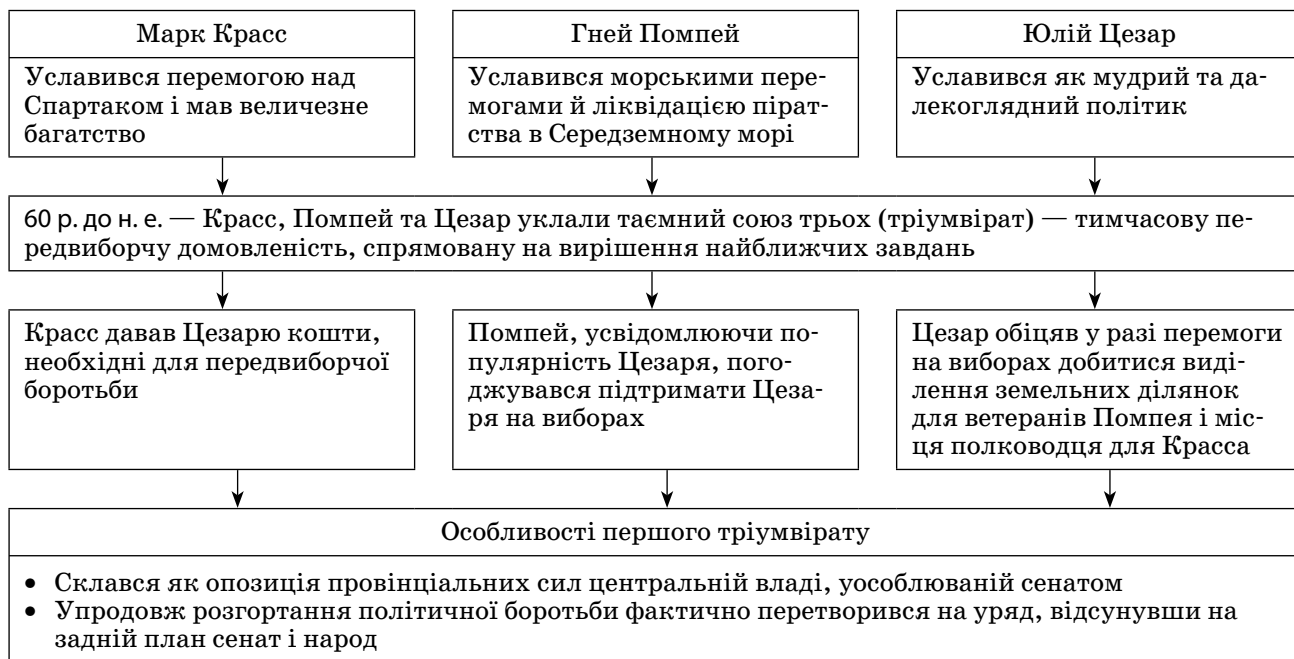 Марк Красс
Уславився перемогою над
Спартаком і мав величезне
багатство
Гней Помпей
Уславився морськими пере-
могами й ліквідацією пірат-
ства в Середземному морі
Юлій Цезар
Уславився як мудрий та да-
лекоглядний політик
60 р. до н. е. — Красс, Помпей та Цезар уклали таємний союз трьох (тріумвірат) — тимчасову пе-
редвиборчу домовленість, спрямовану на вирішення найближчих завдань
Красс давав Цезарю кошти,
необхідні для передвиборчої
боротьби
Помпей, усвідомлюючи по-
пулярність Цезаря, пого-
джувався підтримати Цеза-
ря на виборах
Цезар обіцяв у разі перемоги
на виборах добитися виді-
лення земельних ділянок
для ветеранів Помпея і міс-
ця полководця для Красса
Особливості першого тріумвірату
• Склався як опозиція провінціальних сил центральній владі, уособлюваній сенатом
• Упродовж розгортання політичної боротьби фактично перетворився на уряд, відсунувши на
задній план сенат і народ